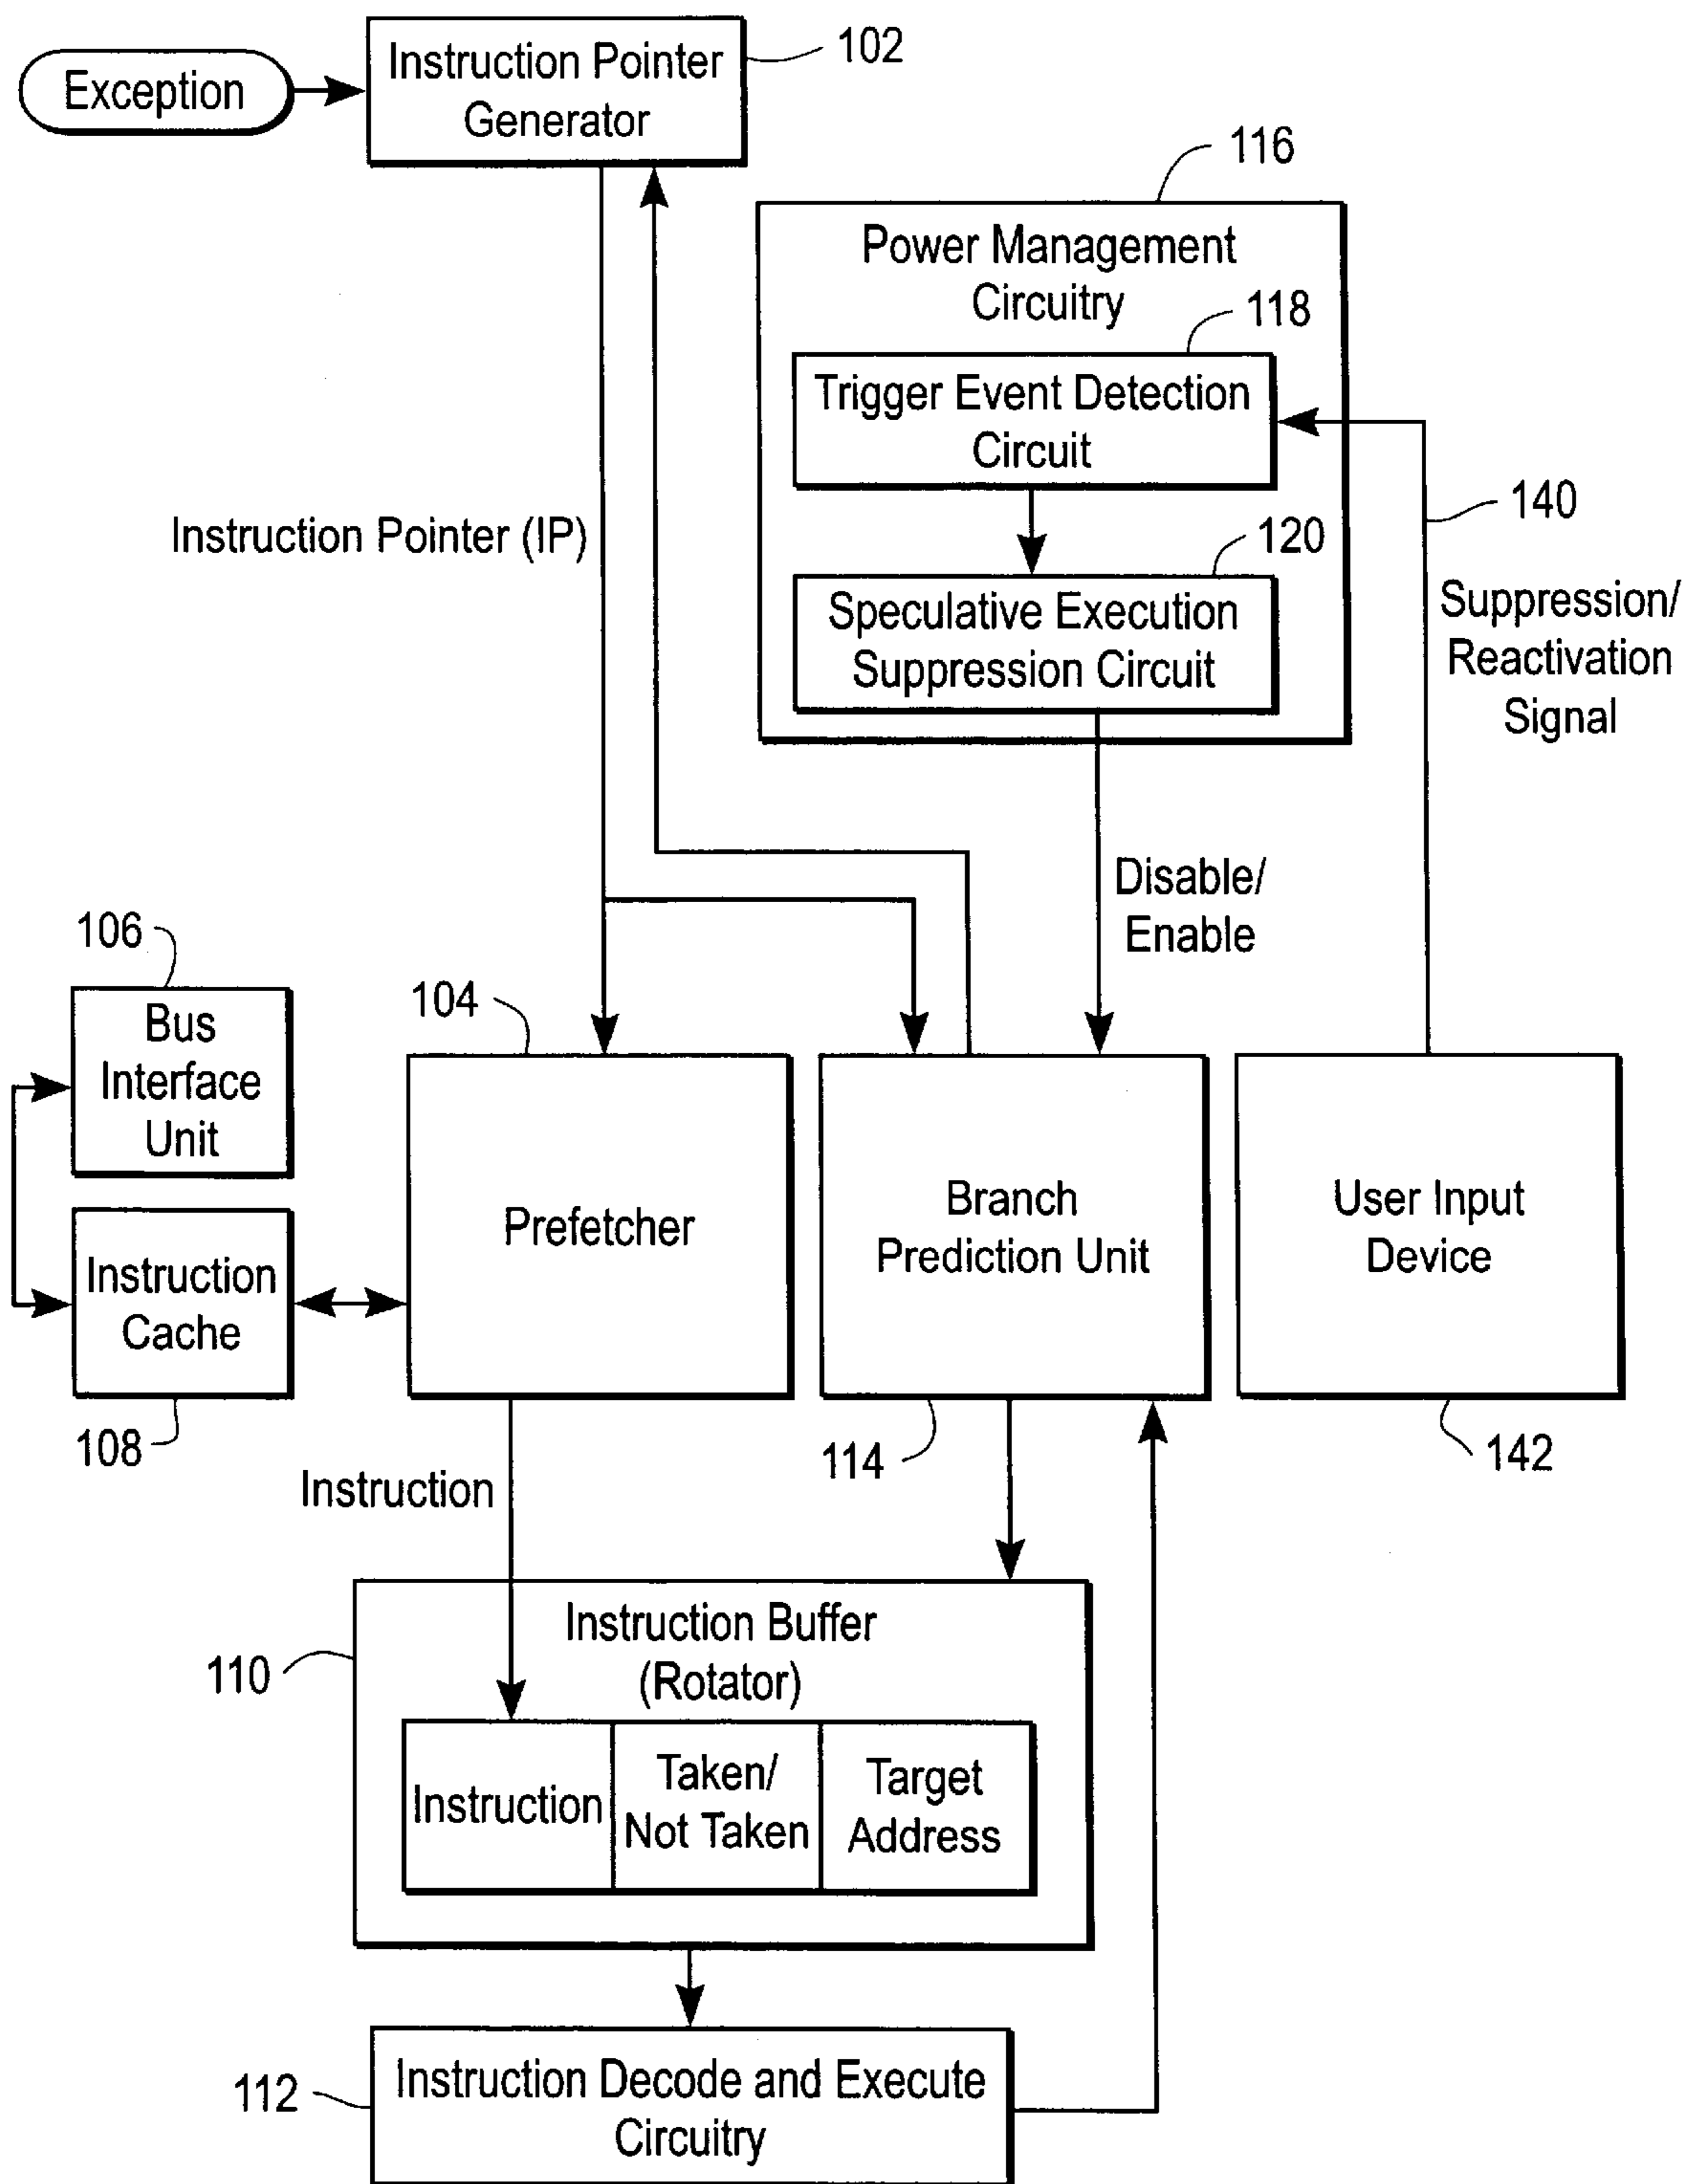 Exception
Instruction Pointer
Generator
102
116
Power Management
Circuitry
118
Trigger Event Detection
Circuit
140
Instruction Pointer (IP)
120
Speculative Execution
Suppression Circuit
Suppression/
Reactivation
Signal
Disable/
Enable
106
Bus
Interface
Unit
104
Prefetcher
Branch
Prediction Unit
User Input
Device
Instruction
Cache
108
114
142
Instruction
110
Instruction Buffer
(Rotator)
Instruction
Taken/
Not Taken
Target
Address
112
Instruction Decode and Execute
Circuitry